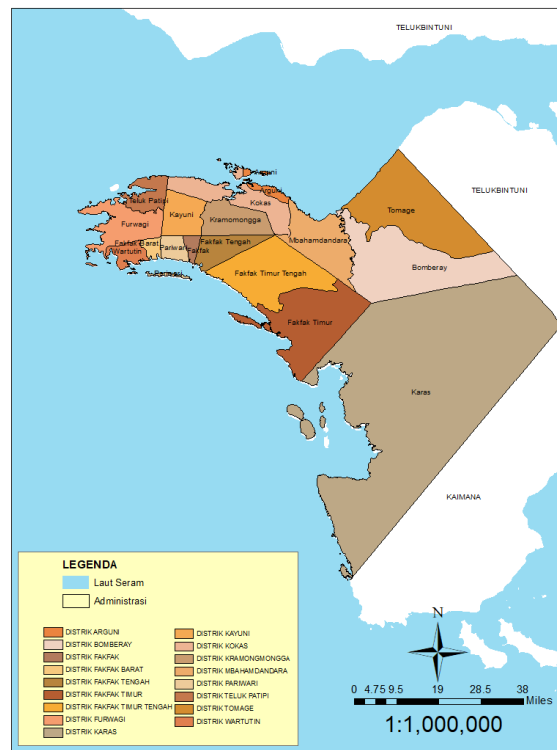 TELUKBINTUNI
Arguni
Arguni
TELUKBINTUNI
Teluk Patipi
Kokas
Tomage
Furwagi
Kayuni
Kramomongga
Fakfak Barat
Pariwari
Fakfak
Fakfak Tengah
Mbahamdandara
Wartutin
Bomberay
Pariwari
Fakfak Timur Tengah
Fakfak Timur
Karas
KAIMANA
LEGENDA
Laut Seram
Administrasi
DISTRIK ARGUNI
DISTRIK BOMBERAY
DISTRIK FAKFAK
DISTRIK FAKFAK BARAT
DISTRIK FAKFAK TENGAH
DISTRIK FAKFAK TIMUR
DISTRIK FAKFAK TIMUR TENGAH
DISTRIK FURWAGI
DISTRIK KARAS
DISTRIK KAYUNI
DISTRIK KOKAS
DISTRIK KRAMONGMONGGA
DISTRIK MBAHAMDANDARA
DISTRIK PARIWARI
DISTRIK TELUK PATIPI
DISTRIK TOMAGE
DISTRIK WARTUTIN
N
0 4.75 9.5 19 28.5 38
Miles
1:1,000,000